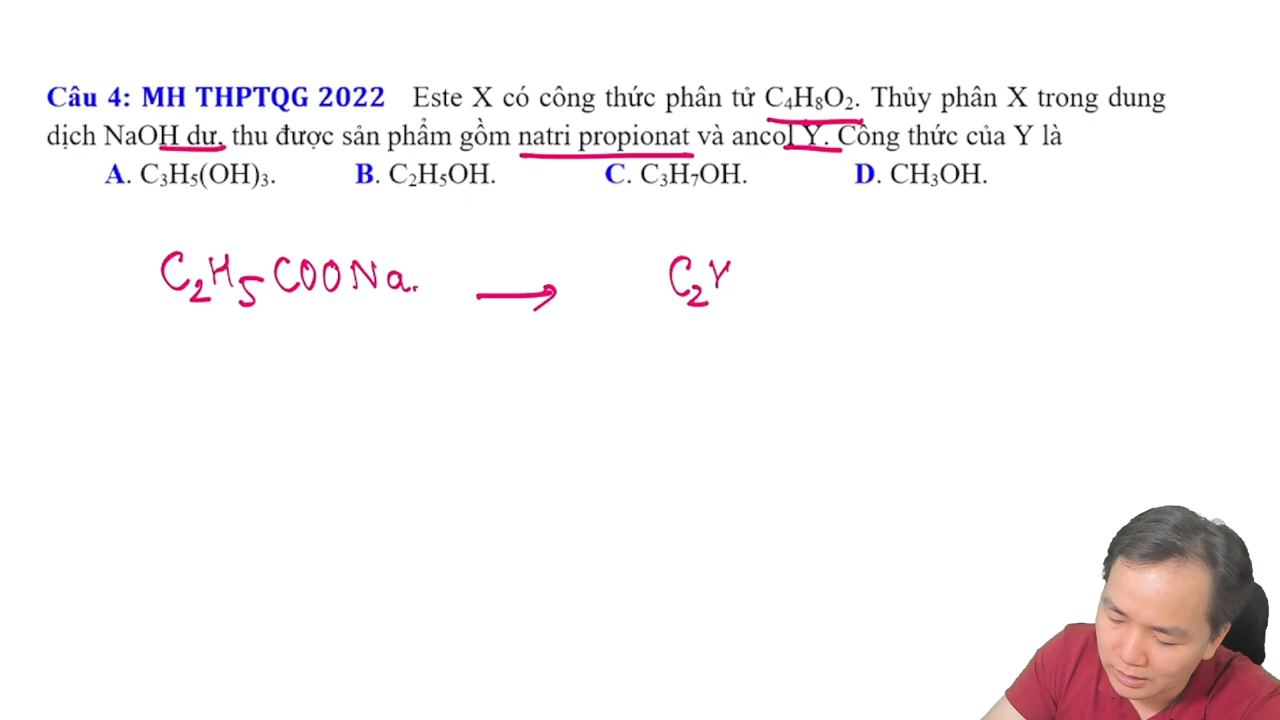 Câu 4: MH THPTQG 2022 Este X có công thức phân tử C₄H₈O₂. Thủy phân X trong dung
dịch NaOH dư, thu được sản phẩm gồm natri propionat và ancol Y. Công thức của Y là
A. C₃H₅(OH)₃. B. C₂H₅OH. C. C₃H₇OH. D. CH₃OH.
C₂H₅COONa. → C₂